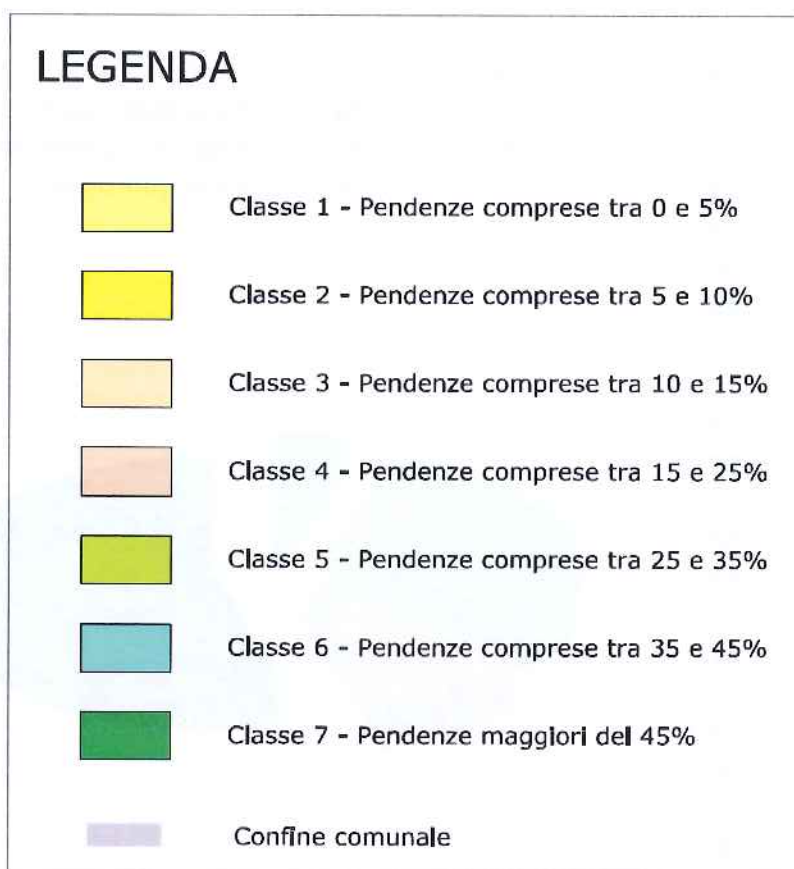 LEGENDA
Classe 1 - Pendenze comprese tra 0 e 5%
Classe 2 - Pendenze comprese tra 5 e 10%
Classe 3 - Pendenze comprese tra 10 e 15%
Classe 4 - Pendenze comprese tra 15 e 25%
Classe 5 - Pendenze comprese tra 25 e 35%
Classe 6 - Pendenze comprese tra 35 e 45%
Classe 7 - Pendenze maggiori del 45%
Confine comunale